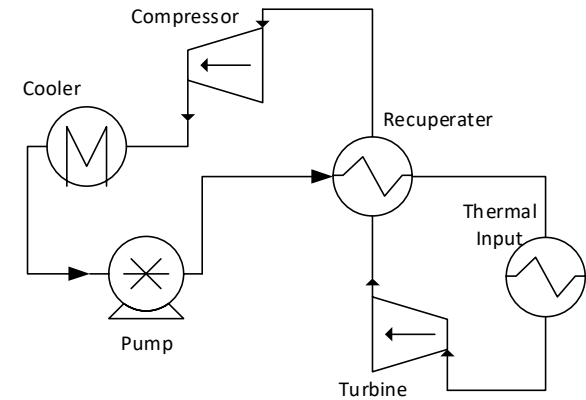 Compressor
Cooler
Recuperater
Thermal
Input
Pump
Turbine